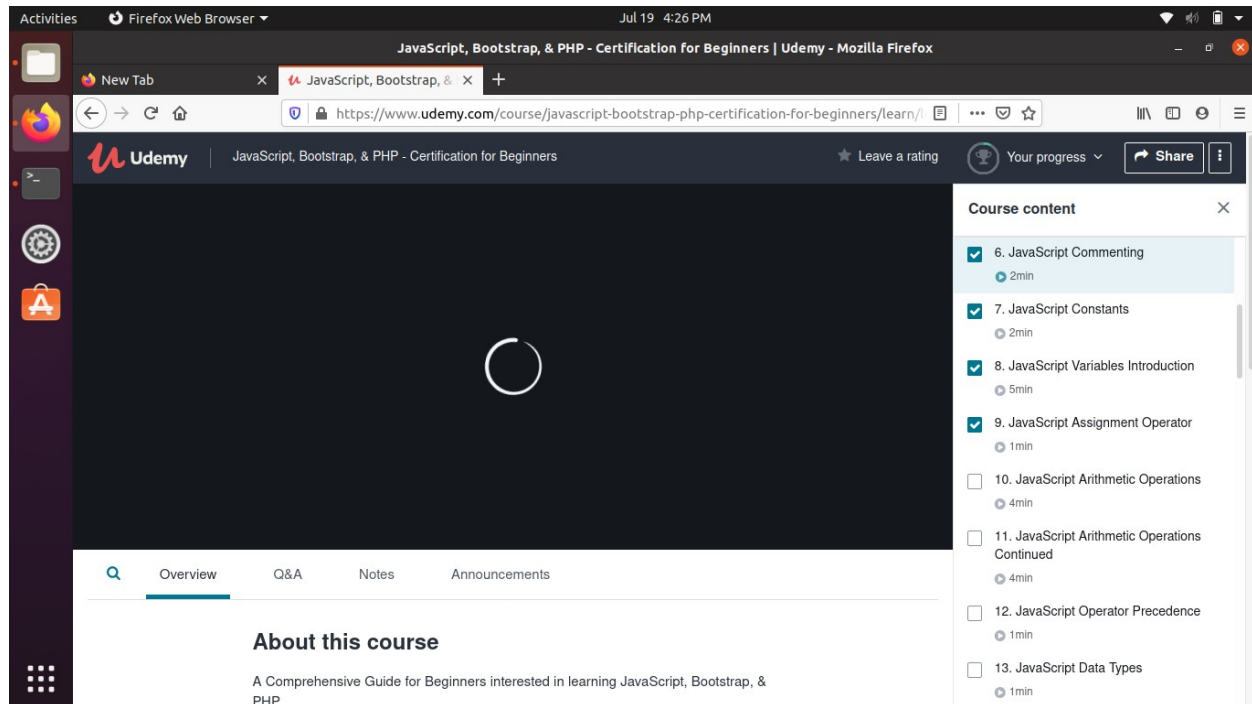 Activities
Firefox Web Browser
Jul 19 4:26 PM
JavaScript, Bootstrap, & PHP - Certification for Beginners | Udemy - Mozilla Firefox
New Tab
JavaScript, Bootstrap, &
https://www.udemy.com/course/javascript-bootstrap-php-certification-for-beginners/learn/
Udemy
JavaScript, Bootstrap, & PHP - Certification for Beginners
Leave a rating
Your progress
Share
Course content
6. JavaScript Commenting
2min
7. JavaScript Constants
2min
8. JavaScript Variables Introduction
5min
9. JavaScript Assignment Operator
1min
10. JavaScript Arithmetic Operations
4min
11. JavaScript Arithmetic Operations
Continued
4min
12. JavaScript Operator Precedence
1min
13. JavaScript Data Types
1min
Overview
Q&A
Notes
Announcements
About this course
A Comprehensive Guide for Beginners interested in learning JavaScript, Bootstrap, &
PHP